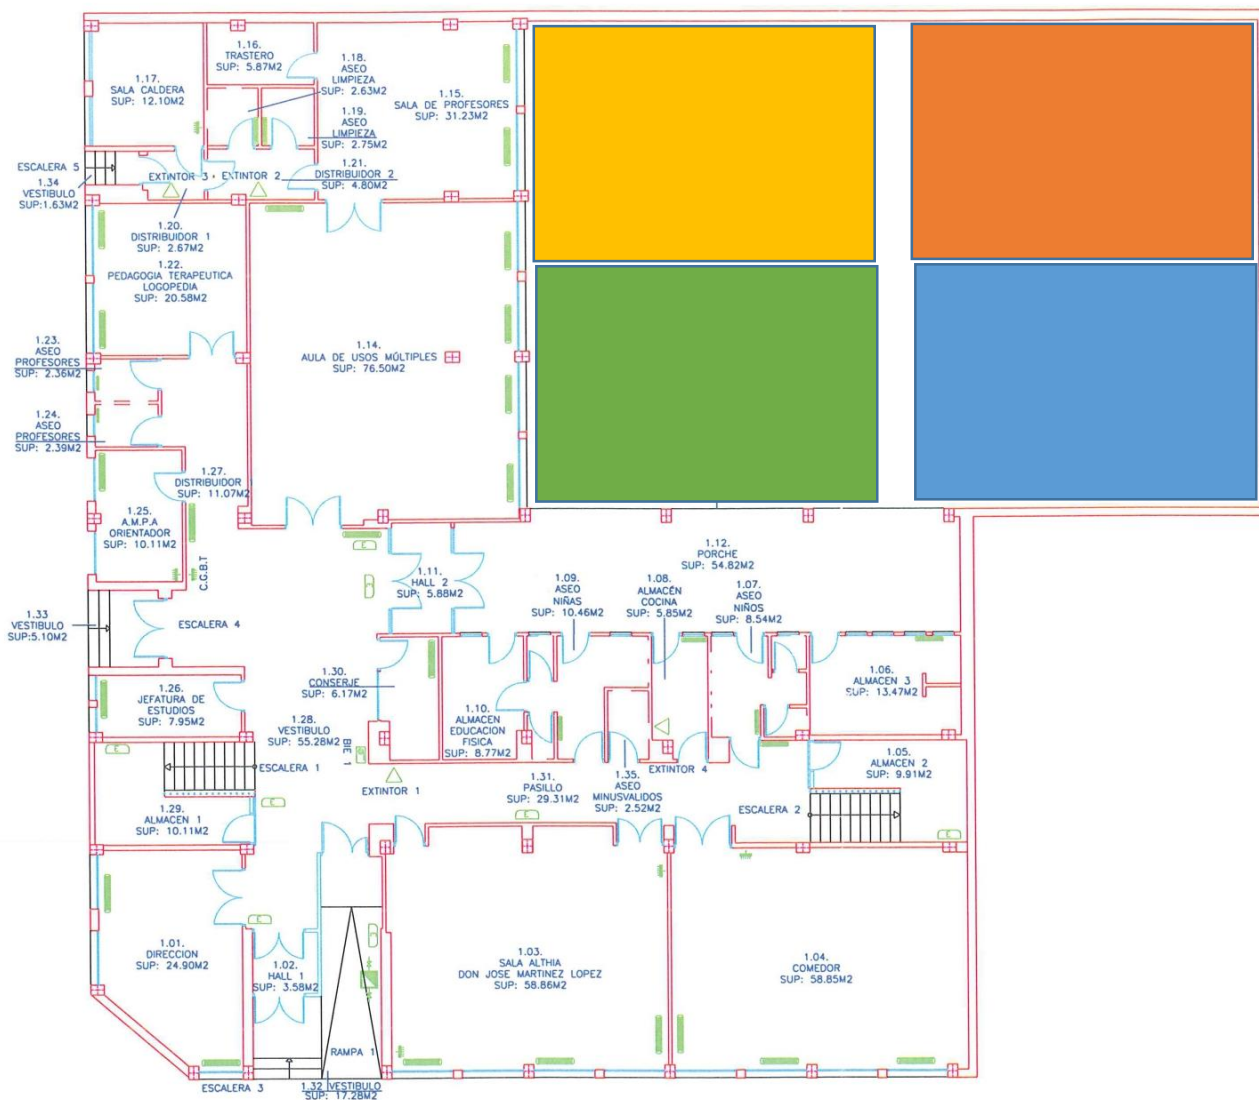 1.16.
TRASTERO
SUP: 5.87M2
1.18.
ASEO
LIMPIEZA
SUP: 2.63M2
1.17.
SALA CALDERA
SUP: 12.10M2
1.15.
SALA DE PROFESORES
SUP: 31.23M2
1.19.
ASEO
LIMPIEZA
SUP: 2.75M2
ESCALERA 5
1.34
VESTIBULO
SUP:1.63M2
EXTINTOR 3
EXTINTOR 2
1.21.
DISTRIBUIDOR 2
SUP: 4.80M2
1.20.
DISTRIBUIDOR 1
SUP: 2.67M2
1.22.
PEDAGOGIA TERAPEUTICA
LOGOPEDIA
SUP: 20.58M2
1.23.
ASEO
PROFESORES
SUP: 2.36M2
1.14.
AULA DE USOS MÚLTIPLES
SUP: 76.50M2
1.24.
ASEO
PROFESORES
SUP: 2.39M2
1.27.
DISTRIBUIDOR
SUP: 11.07M2
1.25.
A.M.P.A
ORIENTADOR
SUP: 10.11M2
C.G.B.T
1.11.
HALL 2
SUP: 5.88M2
1.12.
PORCHE
SUP: 54.82M2
1.09.
ASEO
NIÑAS
SUP: 10.46M2
1.08.
ALMACÉN
COCINA
SUP: 5.85M2
1.07.
ASEO
NIÑOS
SUP: 8.54M2
1.33
VESTIBULO
SUP:5.10M2
ESCALERA 4
1.30.
CONSERJE
SUP: 6.17M2
1.06.
ALMACEN 3
SUP: 13.47M2
1.26.
JEFATURA DE
ESTUDIOS
SUP: 7.95M2
1.28.
VESTIBULO
SUP: 55.28M2
BIE 1
1.10.
ALMACEN
EDUCACION
FISICA
SUP: 8.77M2
ESCALERA 1
EXTINTOR 1
1.31.
PASILLO
SUP: 29.31M2
1.35.
ASEO
MINUSVALIDOS
SUP: 2.52M2
EXTINTOR 4
1.05.
ALMACEN 2
SUP: 9.91M2
ESCALERA 2
1.29.
ALMACEN 1
SUP: 10.11M2
1.01.
DIRECCION
SUP: 24.90M2
1.02.
HALL 1
SUP: 3.58M2
1.03.
SALA ALTHIA
DON JOSE MARTINEZ LOPEZ
SUP: 58.86M2
1.04.
COMEDOR
SUP: 58.85M2
RAMPA 1
ESCALERA 3
1.32 VESTIBULO
SUP: 17.28M2